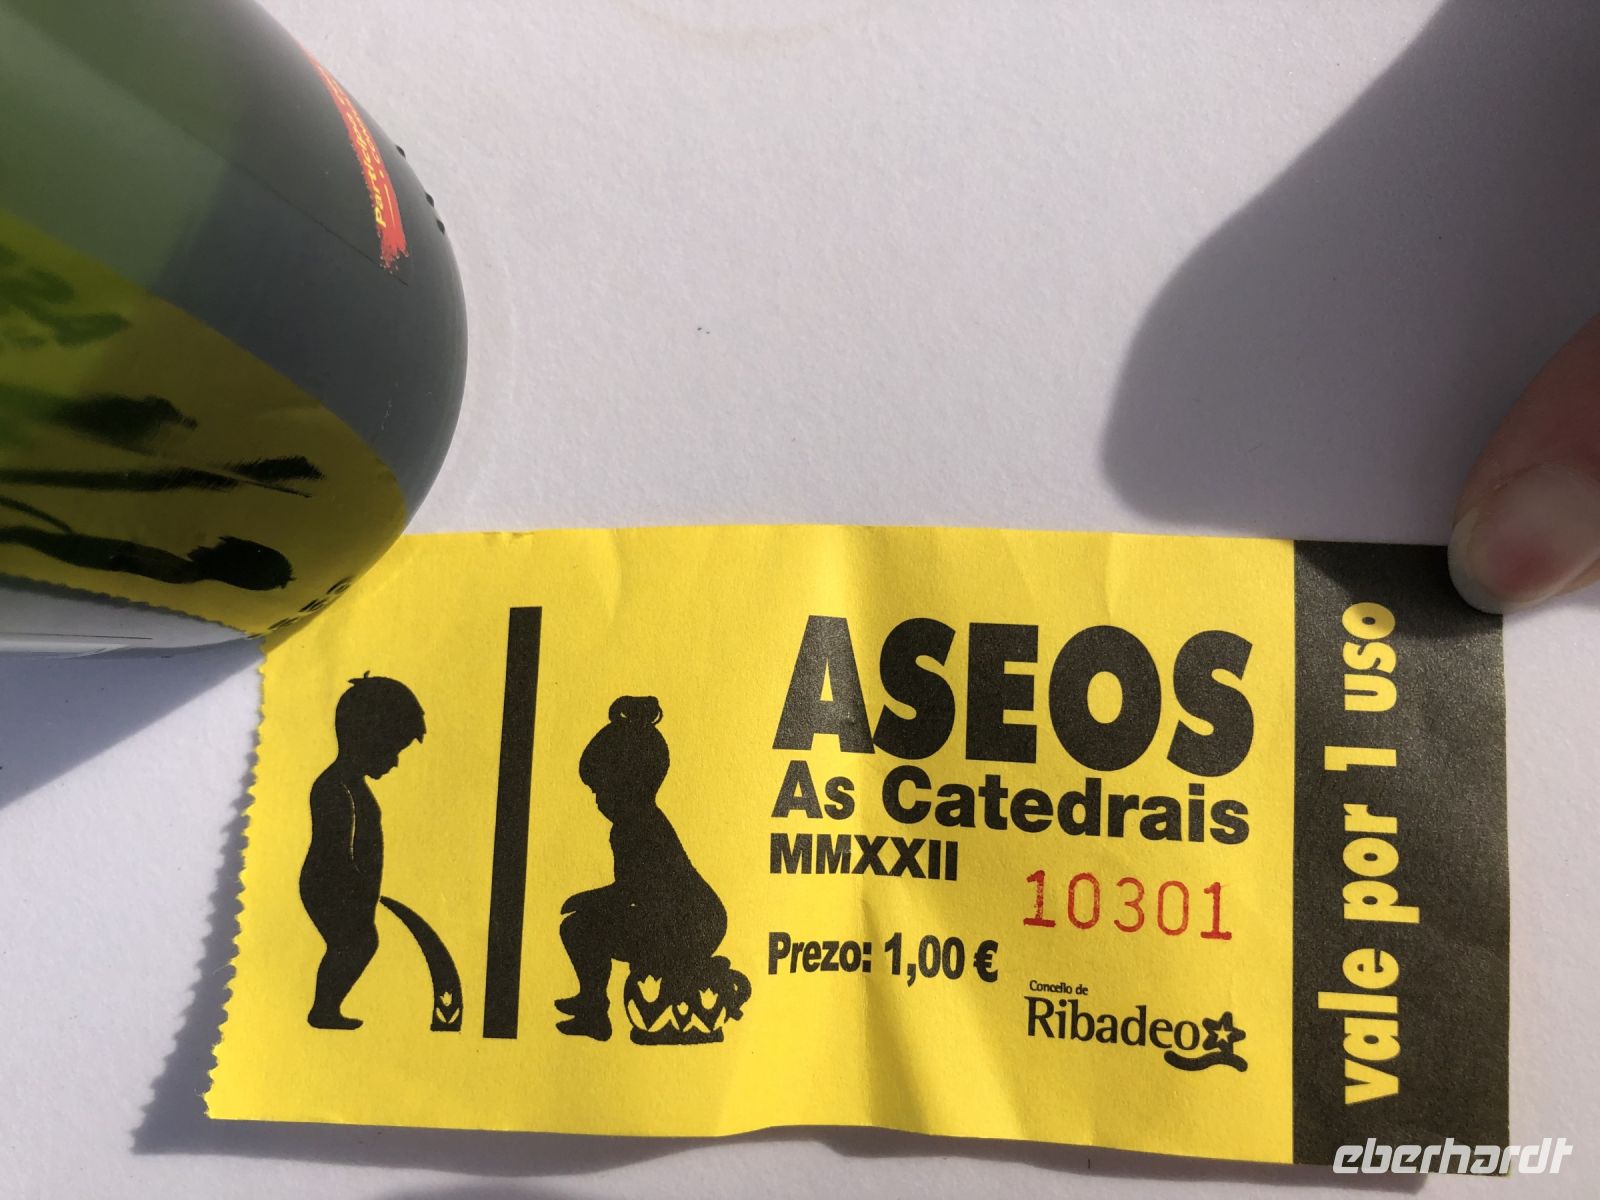 ASEOS
As Catedrais
MMXXII
10301
Prezo: 1,00 €
Concello de
Ribadeo
vale por 1 uso
eberhardt